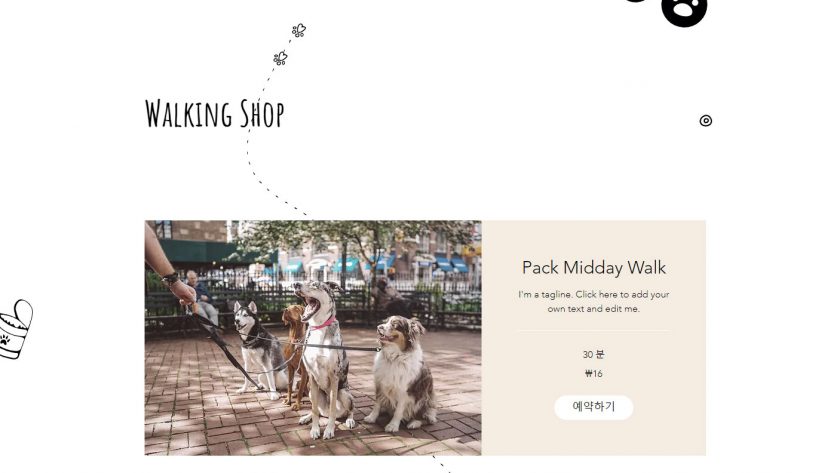 Walking Shop
Pack Midday Walk
I'm a tagline. Click here to add your
own text and edit me.
30 분
₩16
예약하기